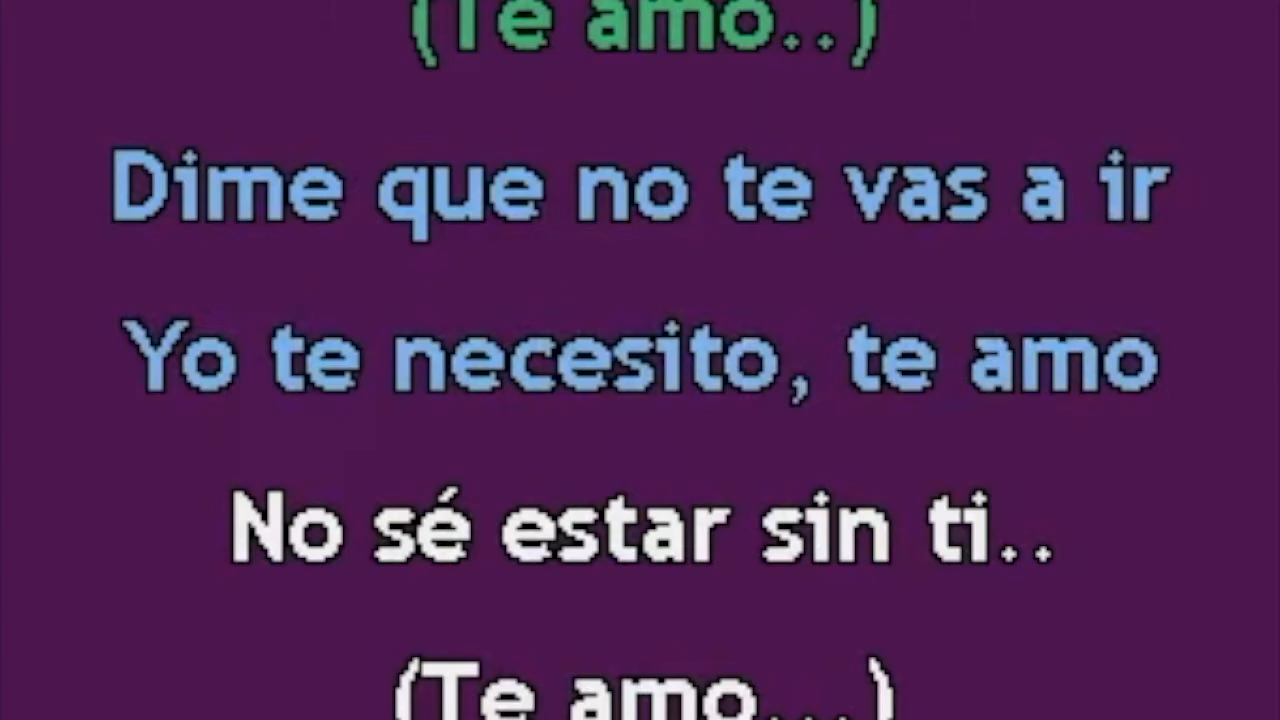 (Te amo..)
Dime que no te vas a ir
Yo te necesito, te amo
No sé estar sin ti..
(Te amo...)